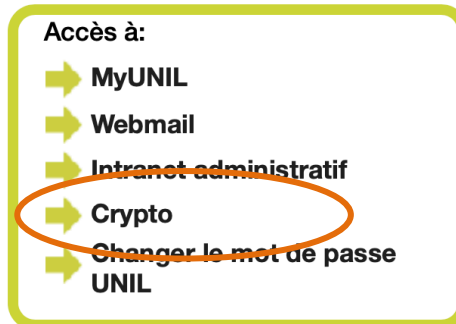 Accès à:
MyUNIL
Webmail
Intranet administratif
Crypto
Changer le mot de passe
UNIL